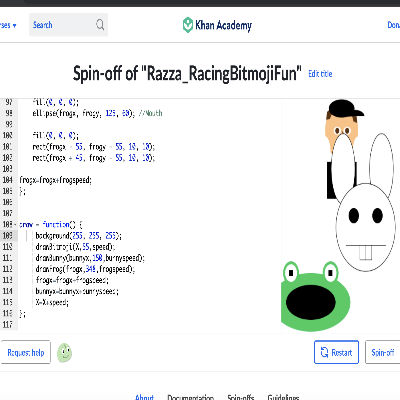 rses ▾ Search Khan Academy Dona
Spin-off of "Razza_RacingBitmojiFun" Edit title
97 fill(0, 0, 0);
98 ellipse(frogx, frogy, 125, 60); //Mouth
99
100 fill(0, 0, 0);
101 rect(frogx - 55, frogy - 55, 10, 10);
102 rect(frogx + 45, frogy - 55, 10, 10);
103
104 frogx=frogx+frogspeed;
105 };
106
107
108 draw = function() {
109 background(255, 255, 255);
110 drawBitmoji(X,55,speed);
111 drawBunny(bunnyx,150,bunnyspeed);
112 drawFrog(frogx,348,frogspeed);
113 frogx=frogx+frogspeed;
114 bunnyx=bunnyx+bunnyspeed;
115 X=X+speed;
116 };
117
Request help Restart Spin-off
About Documentation Spin-offs Guidelines